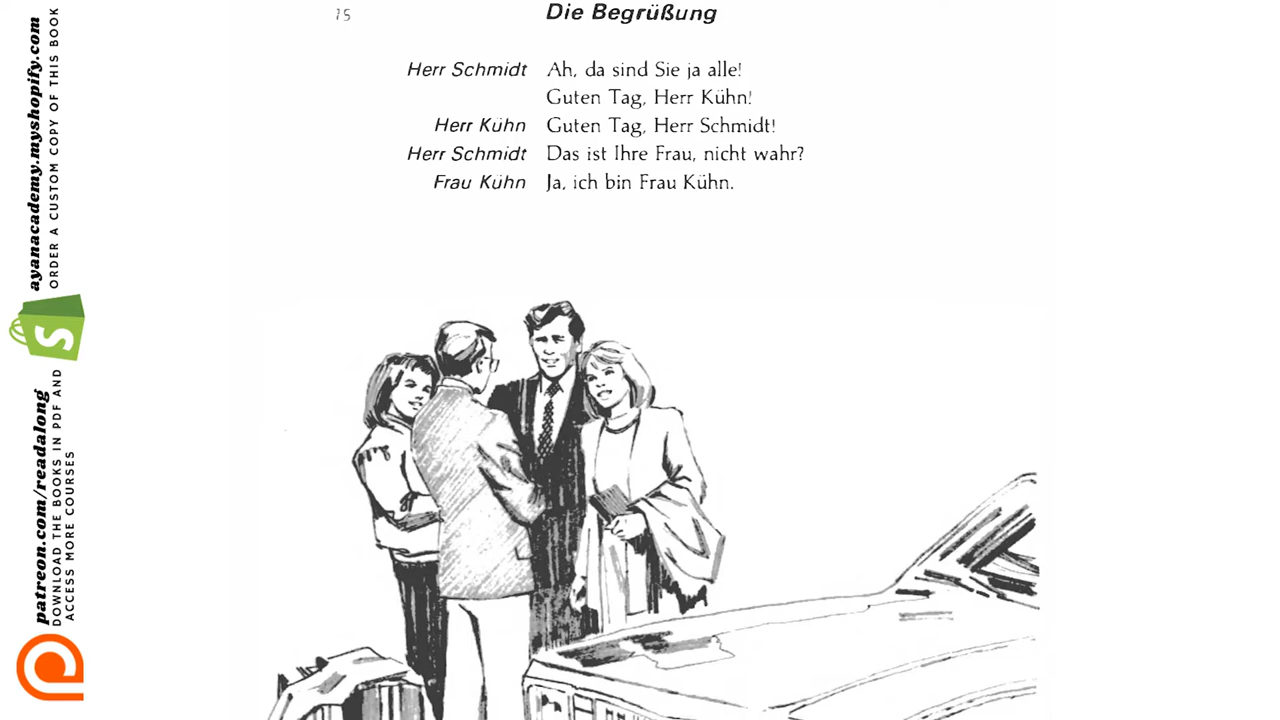 15
Die Begrüßung
Herr Schmidt Ah, da sind Sie ja alle!
Guten Tag, Herr Kühn!
Herr Kühn Guten Tag, Herr Schmidt!
Herr Schmidt Das ist Ihre Frau, nicht wahr?
Frau Kühn Ja, ich bin Frau Kühn.
ayanacademy.myshopify.com
ORDER A CUSTOM COPY OF THIS BOOK
patreon.com/readalong
DOWNLOAD THE BOOKS IN PDF AND
ACCESS MORE COURSES